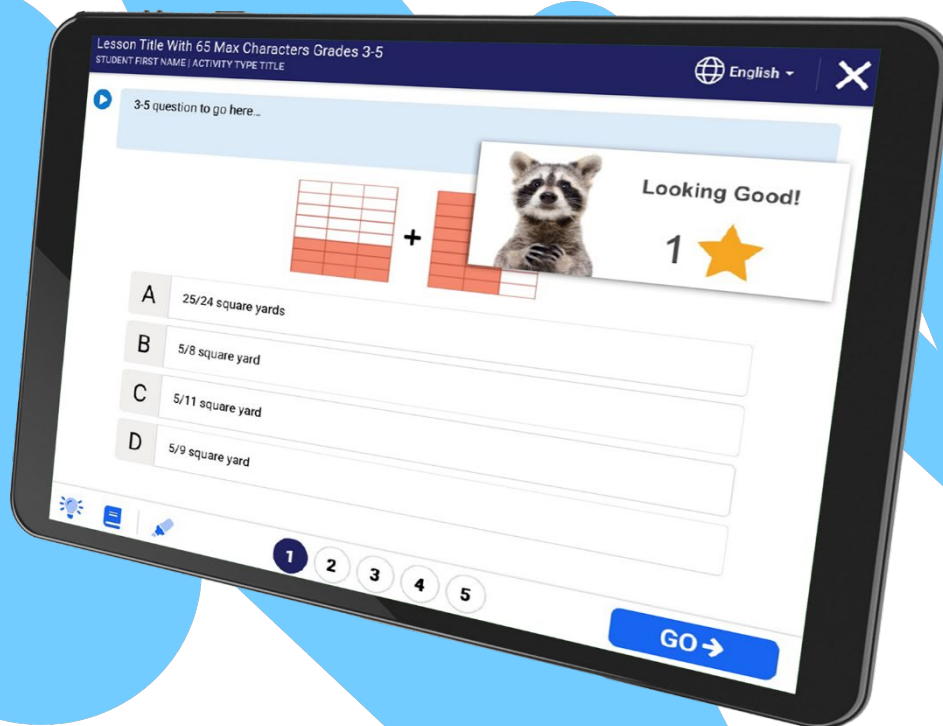 Lesson Title With 65 Max Characters Grades 3-5
STUDENT FIRST NAME | ACTIVITY TYPE TITLE
English
3-5 question to go here...
Looking Good!
1
+
A 25/24 square yards
B 5/8 square yard
C 5/11 square yard
D 5/9 square yard
1 2 3 4 5
GO